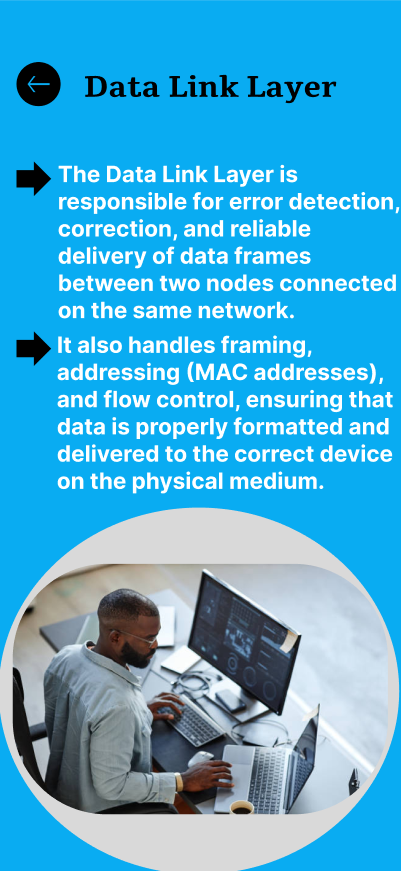 Data Link Layer
The Data Link Layer is
responsible for error detection,
correction, and reliable
delivery of data frames
between two nodes connected
on the same network.
It also handles framing,
addressing (MAC addresses),
and flow control, ensuring that
data is properly formatted and
delivered to the correct device
on the physical medium.